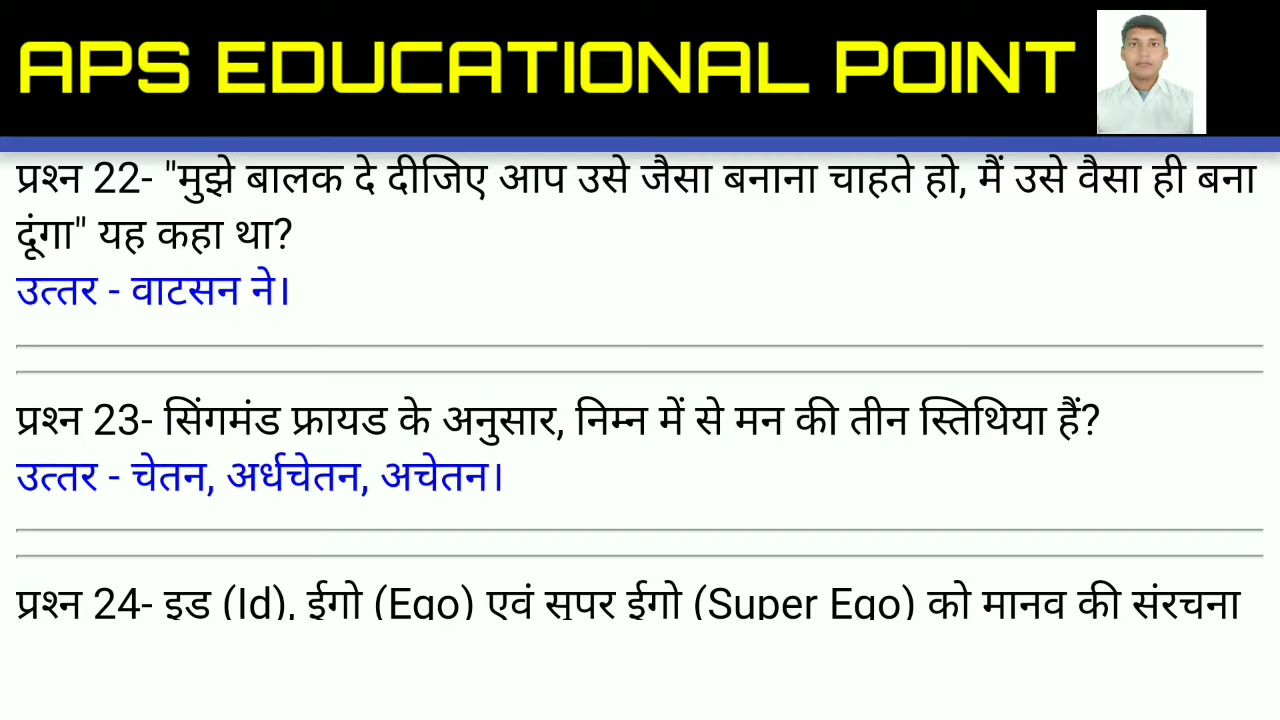 APS EDUCATIONAL POINT
प्रश्न 22- "मुझे बालक दे दीजिए आप उसे जैसा बनाना चाहते हो, मैं उसे वैसा ही बना
दूंगा" यह कहा था?
उत्तर - वाटसन ने।
प्रश्न 23- सिंगमंड फ्रायड के अनुसार, निम्न में से मन की तीन स्तिथिया हैं?
उत्तर - चेतन, अर्धचेतन, अचेतन।
प्रश्न 24- इड (Id), ईगो (Ego) एवं सुपर ईगो (Super Ego) को मानव की संरचना